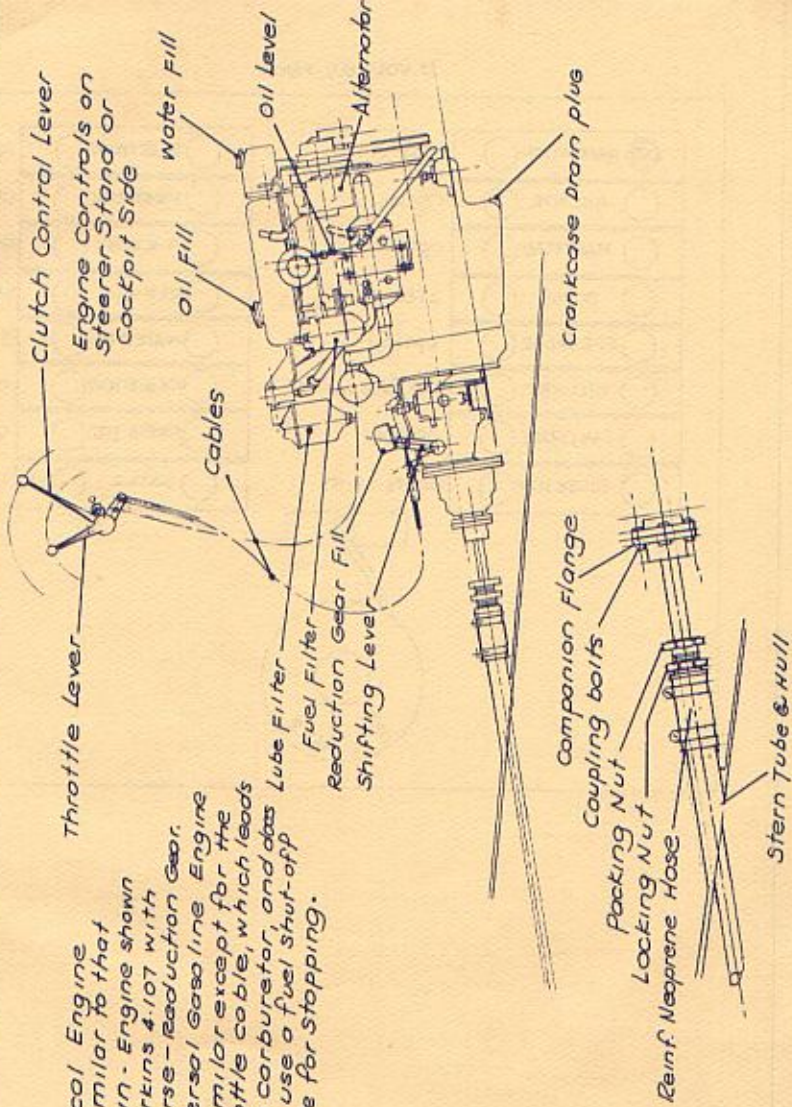 col Engine
milar to that
n - Engine shown
rkins 4.107 with
rse-Reduction Gear.
ersal Gasoline Engine
milar except for the
ttle cable, which leads
carburetor, and does
use a fuel shut-off
e for stopping.
Throttle Lever
Clutch Control Lever
Engine Controls on
Steerer Stand or
Cockpit Side
Cables
Water Fill
Oil Fill
Oil Level
Alternator
Lube Filter
Fuel Filter
Reduction Gear Fill
Shifting Lever
Crankcase Drain plug
Companion Flange
Coupling bolts
Packing Nut
Locking Nut
Reinf. Neoprene Hose
Stern Tube & Hull